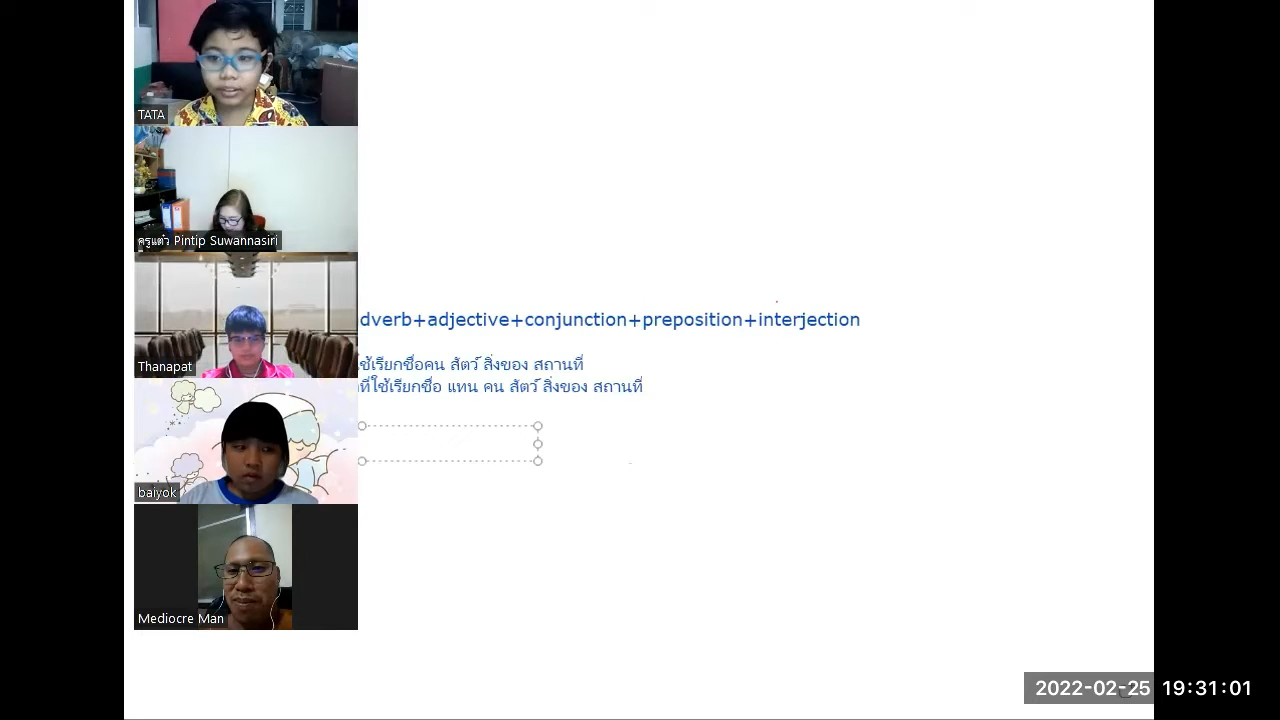 TATA
ครูแต๋ว Pintip Suwannasiri
Thanapat
baiyok
Mediocre Man
dverb+adjective+conjunction+preposition+interjection
ใช้เรียกชื่อคน สัตว์ สิ่งของ สถานที่
ที่ใช้เรียกชื่อ แทน คน สัตว์ สิ่งของ สถานที่
2022-02-25 19:31:01